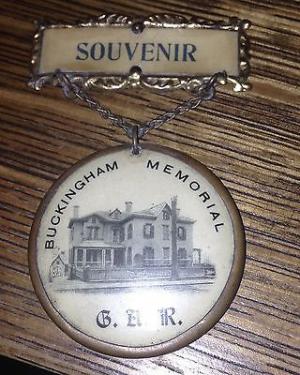 SOUVENIR
BUCKINGHAM MEMORIAL
G. A. R.